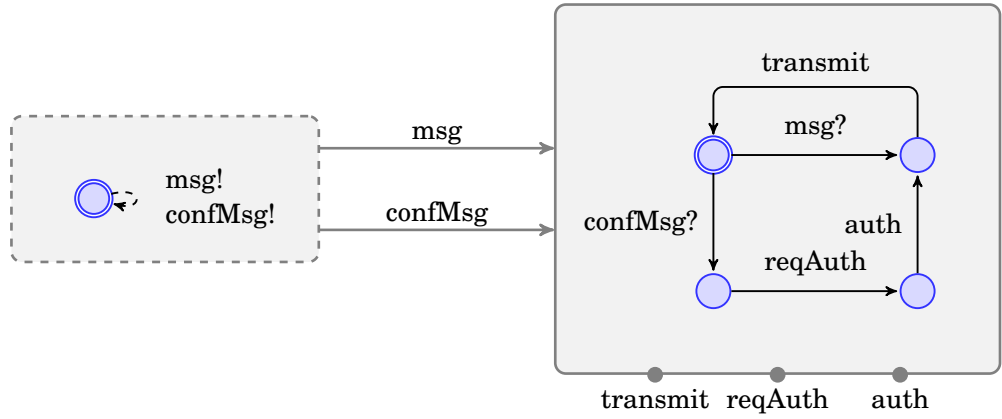 msg!
confMsg!
msg
confMsg
transmit
msg?
confMsg?
auth
reqAuth
transmit reqAuth auth